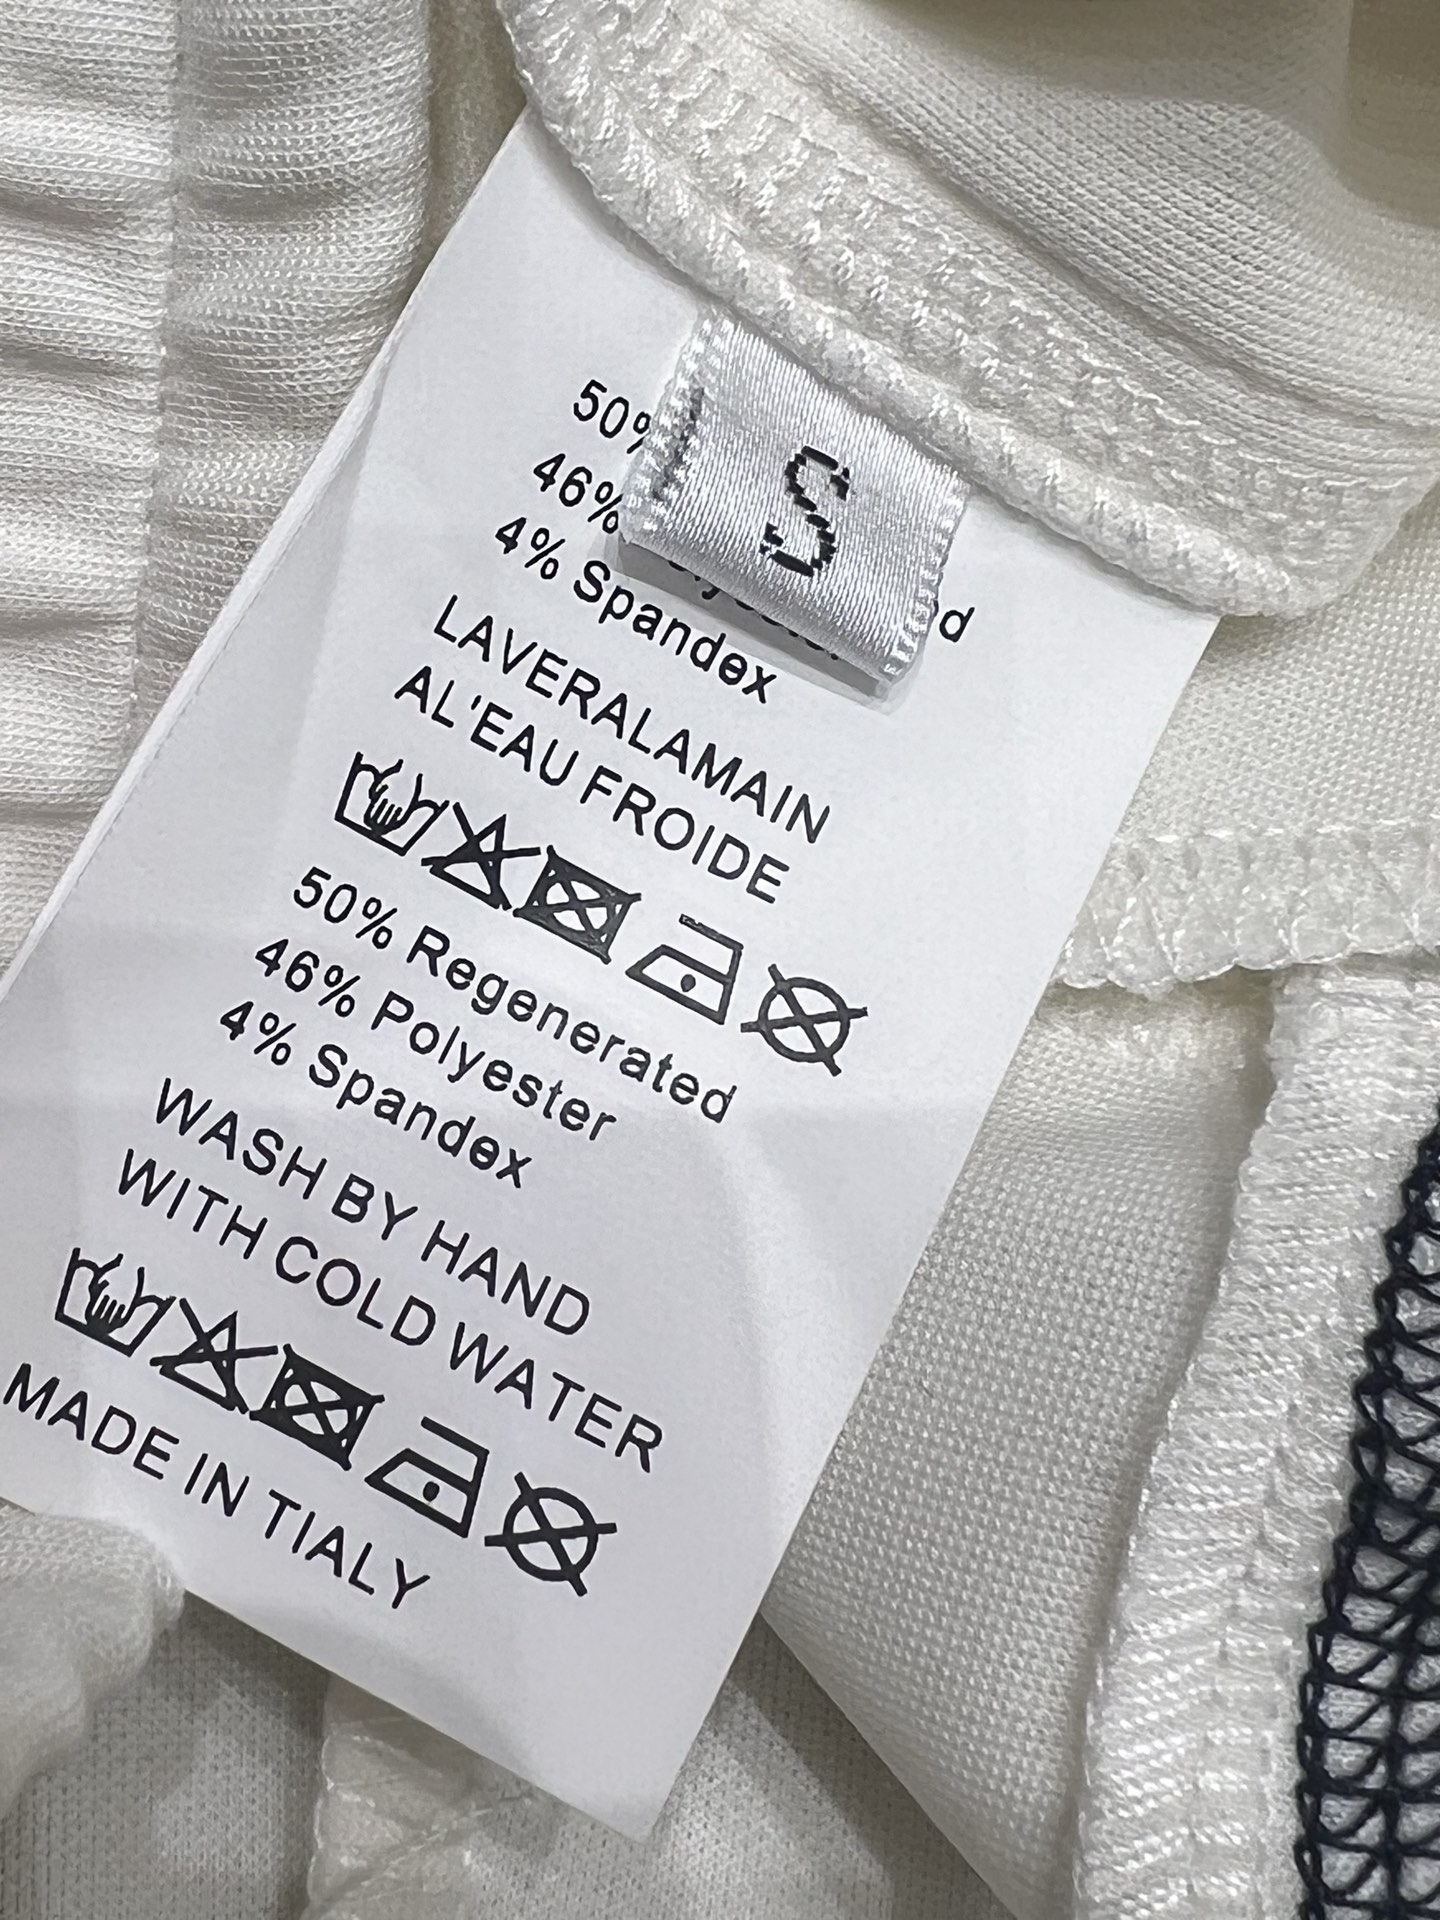 S
50%
46%
4% Spandex
LAVERALAMAIN
AL'EAU FROIDE
50% Regenerated
46% Polyester
4% Spandex
WASH BY HAND
WITH COLD WATER
MADE IN TIALY